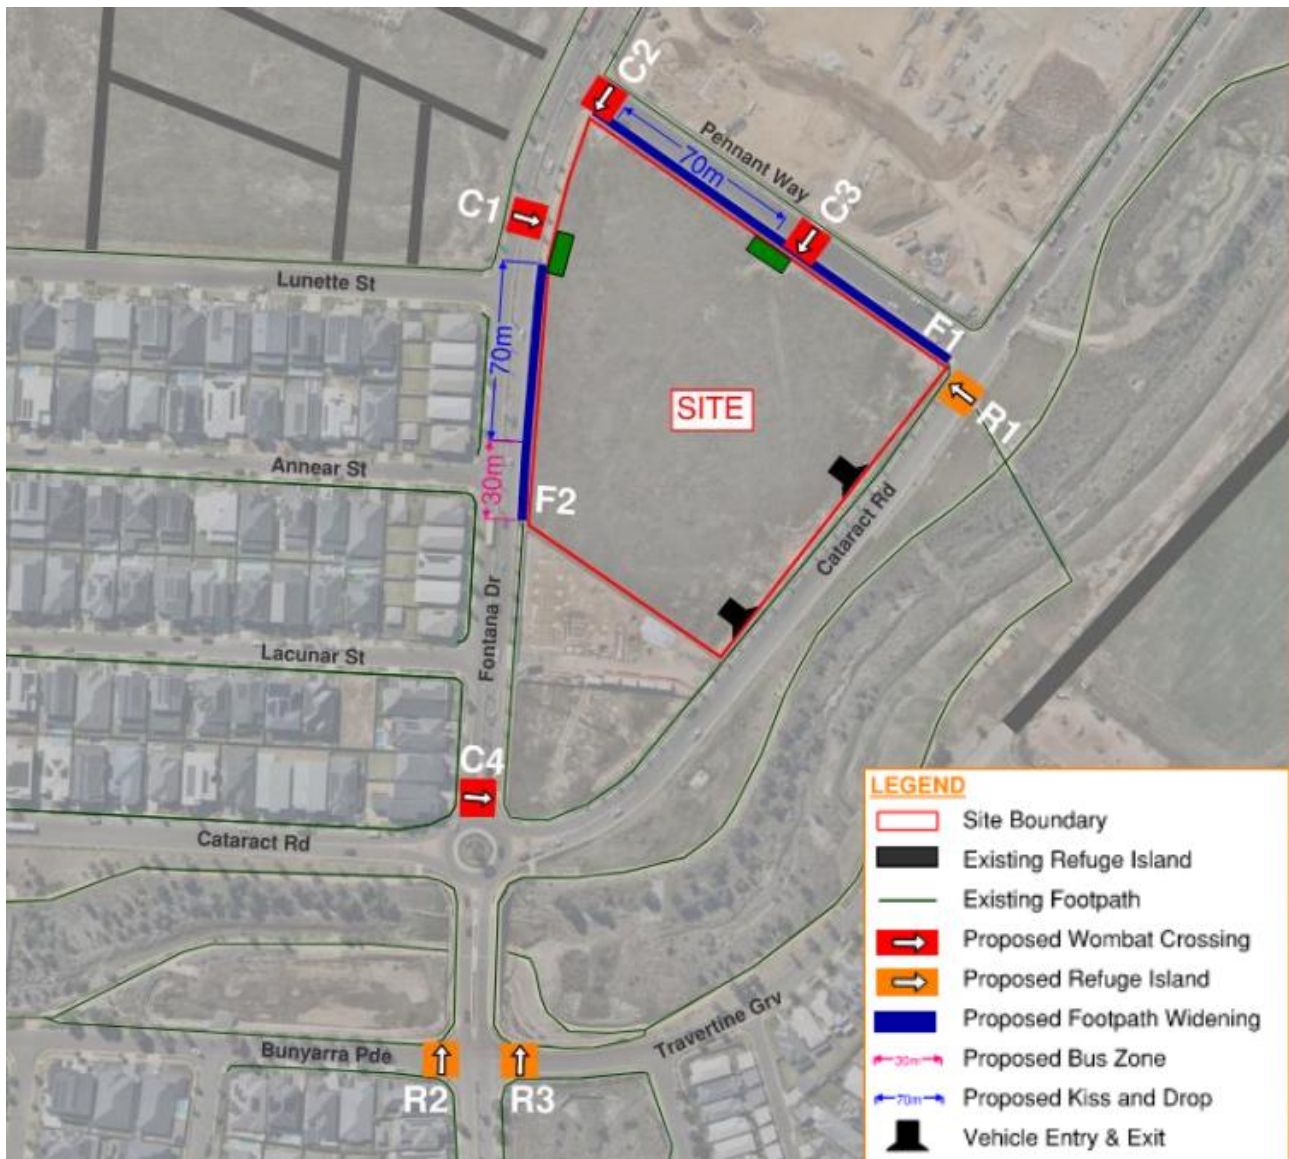 C2
Pennant Way
70m
C3
C1
Lunette St
F1
70m
SITE
R1
Annear St
30m
F2
Cataract Rd
Fontana Dr
Lacunar St
C4
Cataract Rd
Bunyarra Pde
Travertine Grv
R2
R3
LEGEND
Site Boundary
Existing Refuge Island
Existing Footpath
Proposed Wombat Crossing
Proposed Refuge Island
Proposed Footpath Widening
30m
Proposed Bus Zone
70m
Proposed Kiss and Drop
Vehicle Entry & Exit